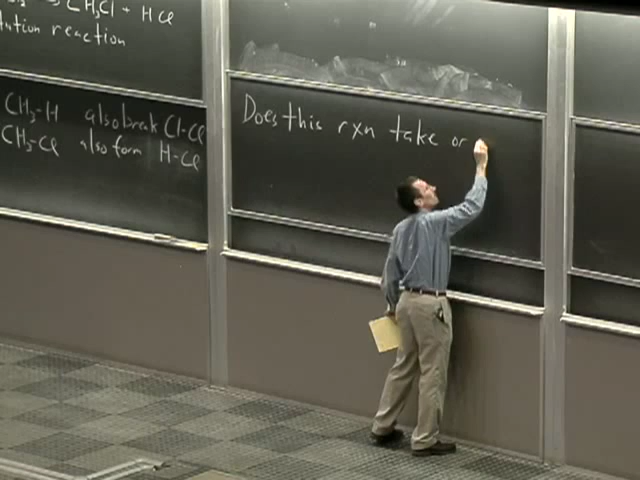 CH₃Cl + HCl
tution reaction
CH₃-H also break Cl-Cl
CH₃-Cl also form H-Cl
Does this rxn take or